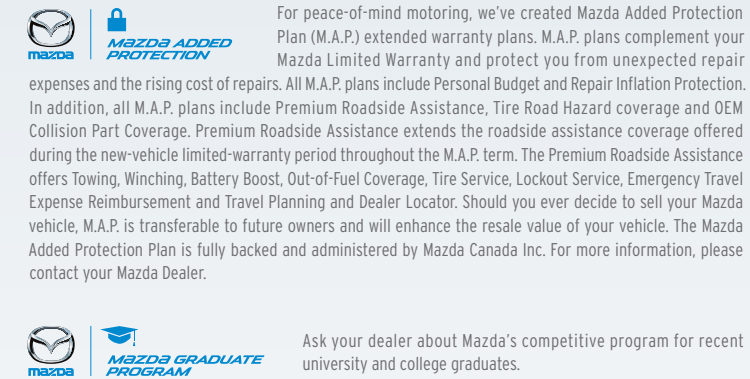 For peace-of-mind motoring, we've created Mazda Added Protection
Plan (M.A.P.) extended warranty plans. M.A.P. plans complement your
Mazda Limited Warranty and protect you from unexpected repair
mazda
MAZDA ADDED
PROTECTION
expenses and the rising cost of repairs. All M.A.P. plans include Personal Budget and Repair Inflation Protection.
In addition, all M.A.P. plans include Premium Roadside Assistance, Tire Road Hazard coverage and OEM
Collision Part Coverage. Premium Roadside Assistance extends the roadside assistance coverage offered
during the new-vehicle limited-warranty period throughout the M.A.P. term. The Premium Roadside Assistance
offers Towing, Winching, Battery Boost, Out-of-Fuel Coverage, Tire Service, Lockout Service, Emergency Travel
Expense Reimbursement and Travel Planning and Dealer Locator. Should you ever decide to sell your Mazda
vehicle, M.A.P. is transferable to future owners and will enhance the resale value of your vehicle. The Mazda
Added Protection Plan is fully backed and administered by Mazda Canada Inc. For more information, please
contact your Mazda Dealer.
mazda
MAZDA GRADUATE
PROGRAM
Ask your dealer about Mazda's competitive program for recent
university and college graduates.